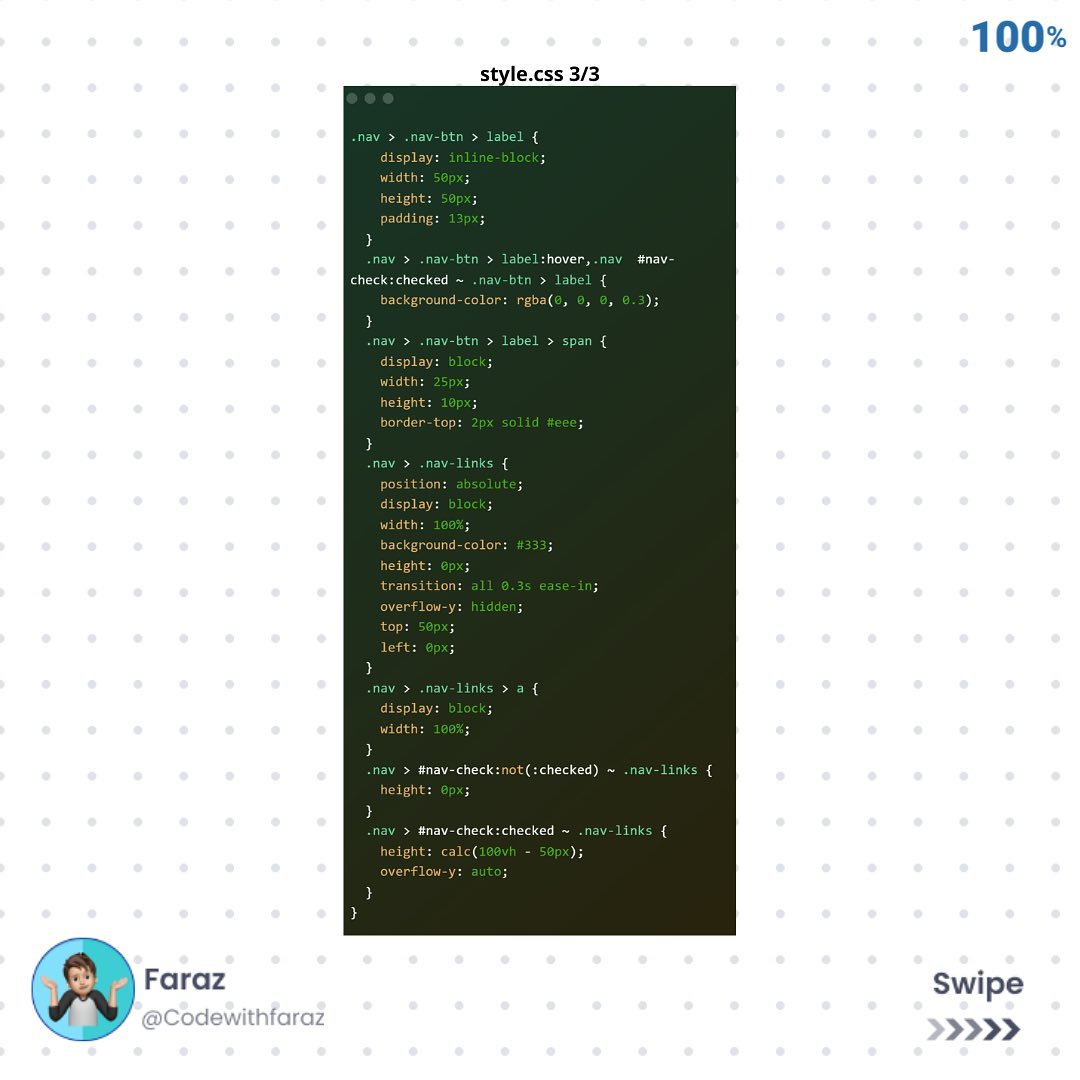 100%
style.css 3/3
.nav > .nav-btn > label {
    display: inline-block;
    width: 50px;
    height: 50px;
    padding: 13px;
  }
  .nav > .nav-btn > label:hover,.nav  #nav-
check:checked ~ .nav-btn > label {
    background-color: rgba(0, 0, 0, 0.3);
  }
  .nav > .nav-btn > label > span {
    display: block;
    width: 25px;
    height: 10px;
    border-top: 2px solid #eee;
  }
  .nav > .nav-links {
    position: absolute;
    display: block;
    width: 100%;
    background-color: #333;
    height: 0px;
    transition: all 0.3s ease-in;
    overflow-y: hidden;
    top: 50px;
    left: 0px;
  }
  .nav > .nav-links > a {
    display: block;
    width: 100%;
  }
  .nav > #nav-check:not(:checked) ~ .nav-links {
    height: 0px;
  }
  .nav > #nav-check:checked ~ .nav-links {
    height: calc(100vh - 50px);
    overflow-y: auto;
  }
}
Faraz
@Codewithfaraz
Swipe